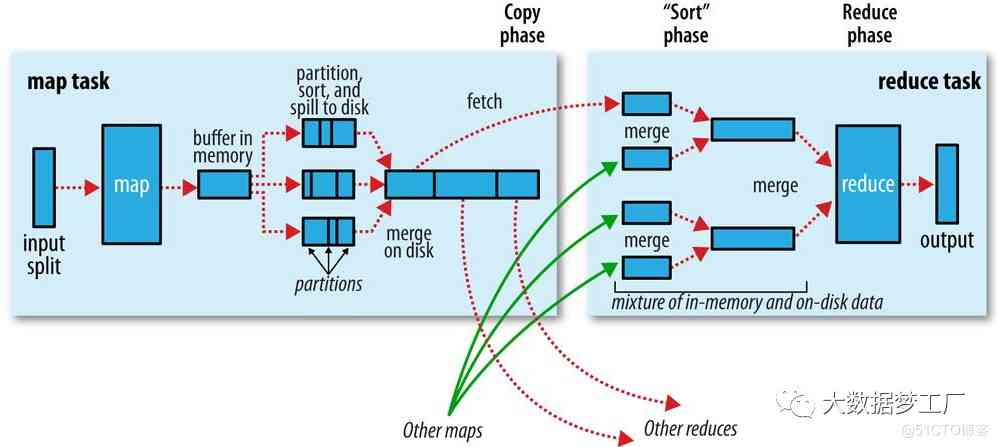 Copy
phase
“Sort”
phase
Reduce
phase
map task
partition,
sort, and
spill to disk
fetch
reduce task
buffer in
memory
merge
map
merge
reduce
input
split
merge
on disk
merge
output
partitions
mixture of in-memory and on-disk data
Other maps
Other reduces
大数据梦工厂
@51CTO博客